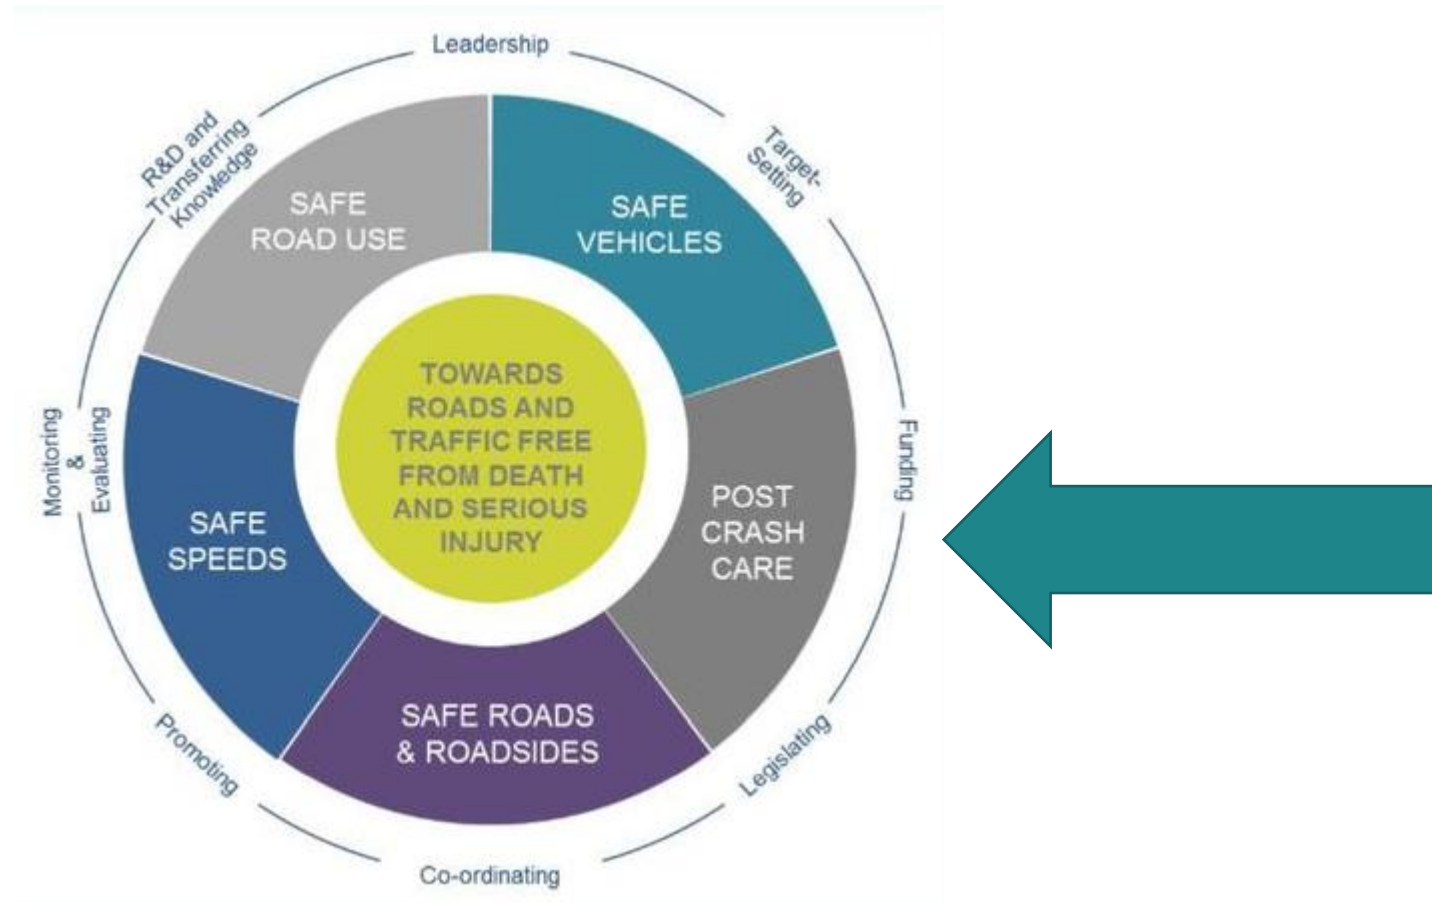 Leadership
R&D and
Transferring
Knowledge
Target-
Setting
SAFE
ROAD USE
SAFE
VEHICLES
TOWARDS
ROADS AND
TRAFFIC FREE
FROM DEATH
AND SERIOUS
INJURY
Monitoring
&
Evaluating
Funding
SAFE
SPEEDS
POST
CRASH
CARE
SAFE ROADS
& ROADSIDES
Promoting
Legislating
Co-ordinating